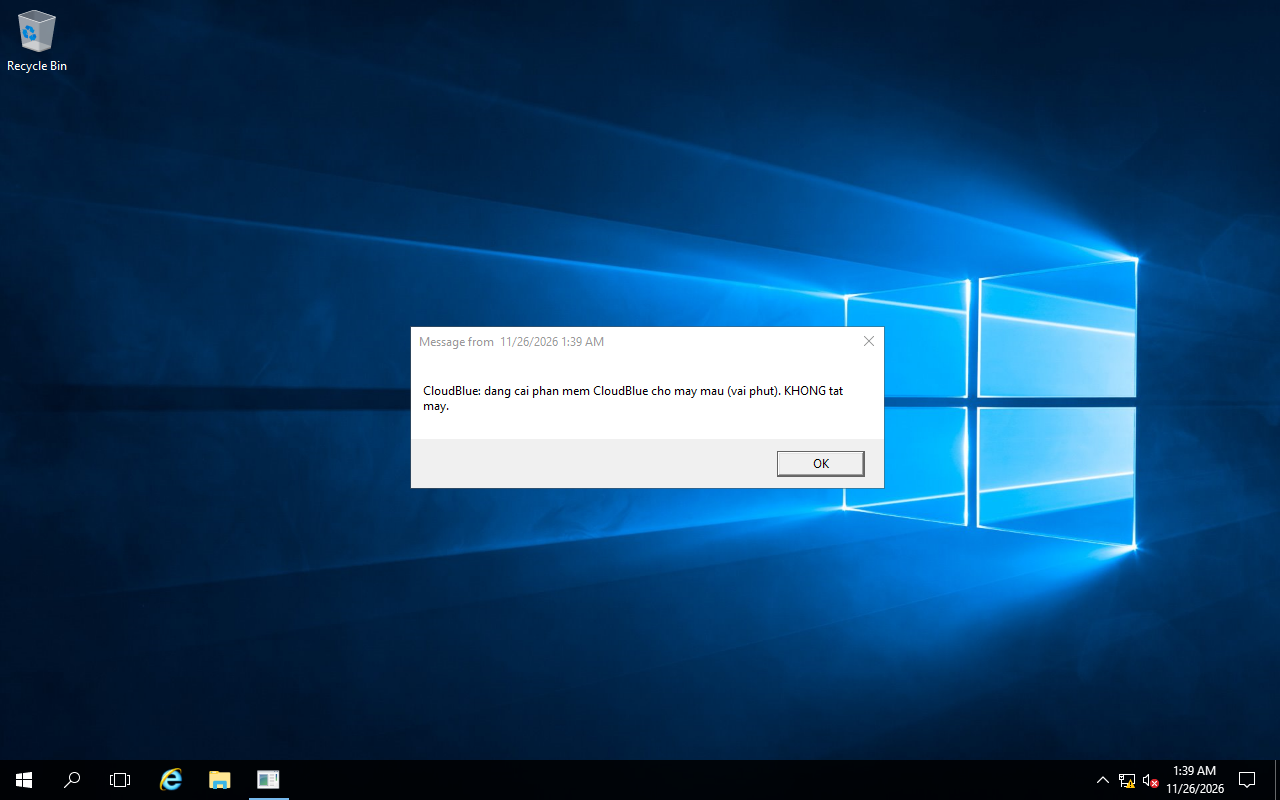 Recycle Bin
Message from  11/26/2026 1:39 AM
CloudBlue: dang cai phan mem CloudBlue cho may mau (vai phut). KHONG tat
may.
OK
1:39 AM
11/26/2026